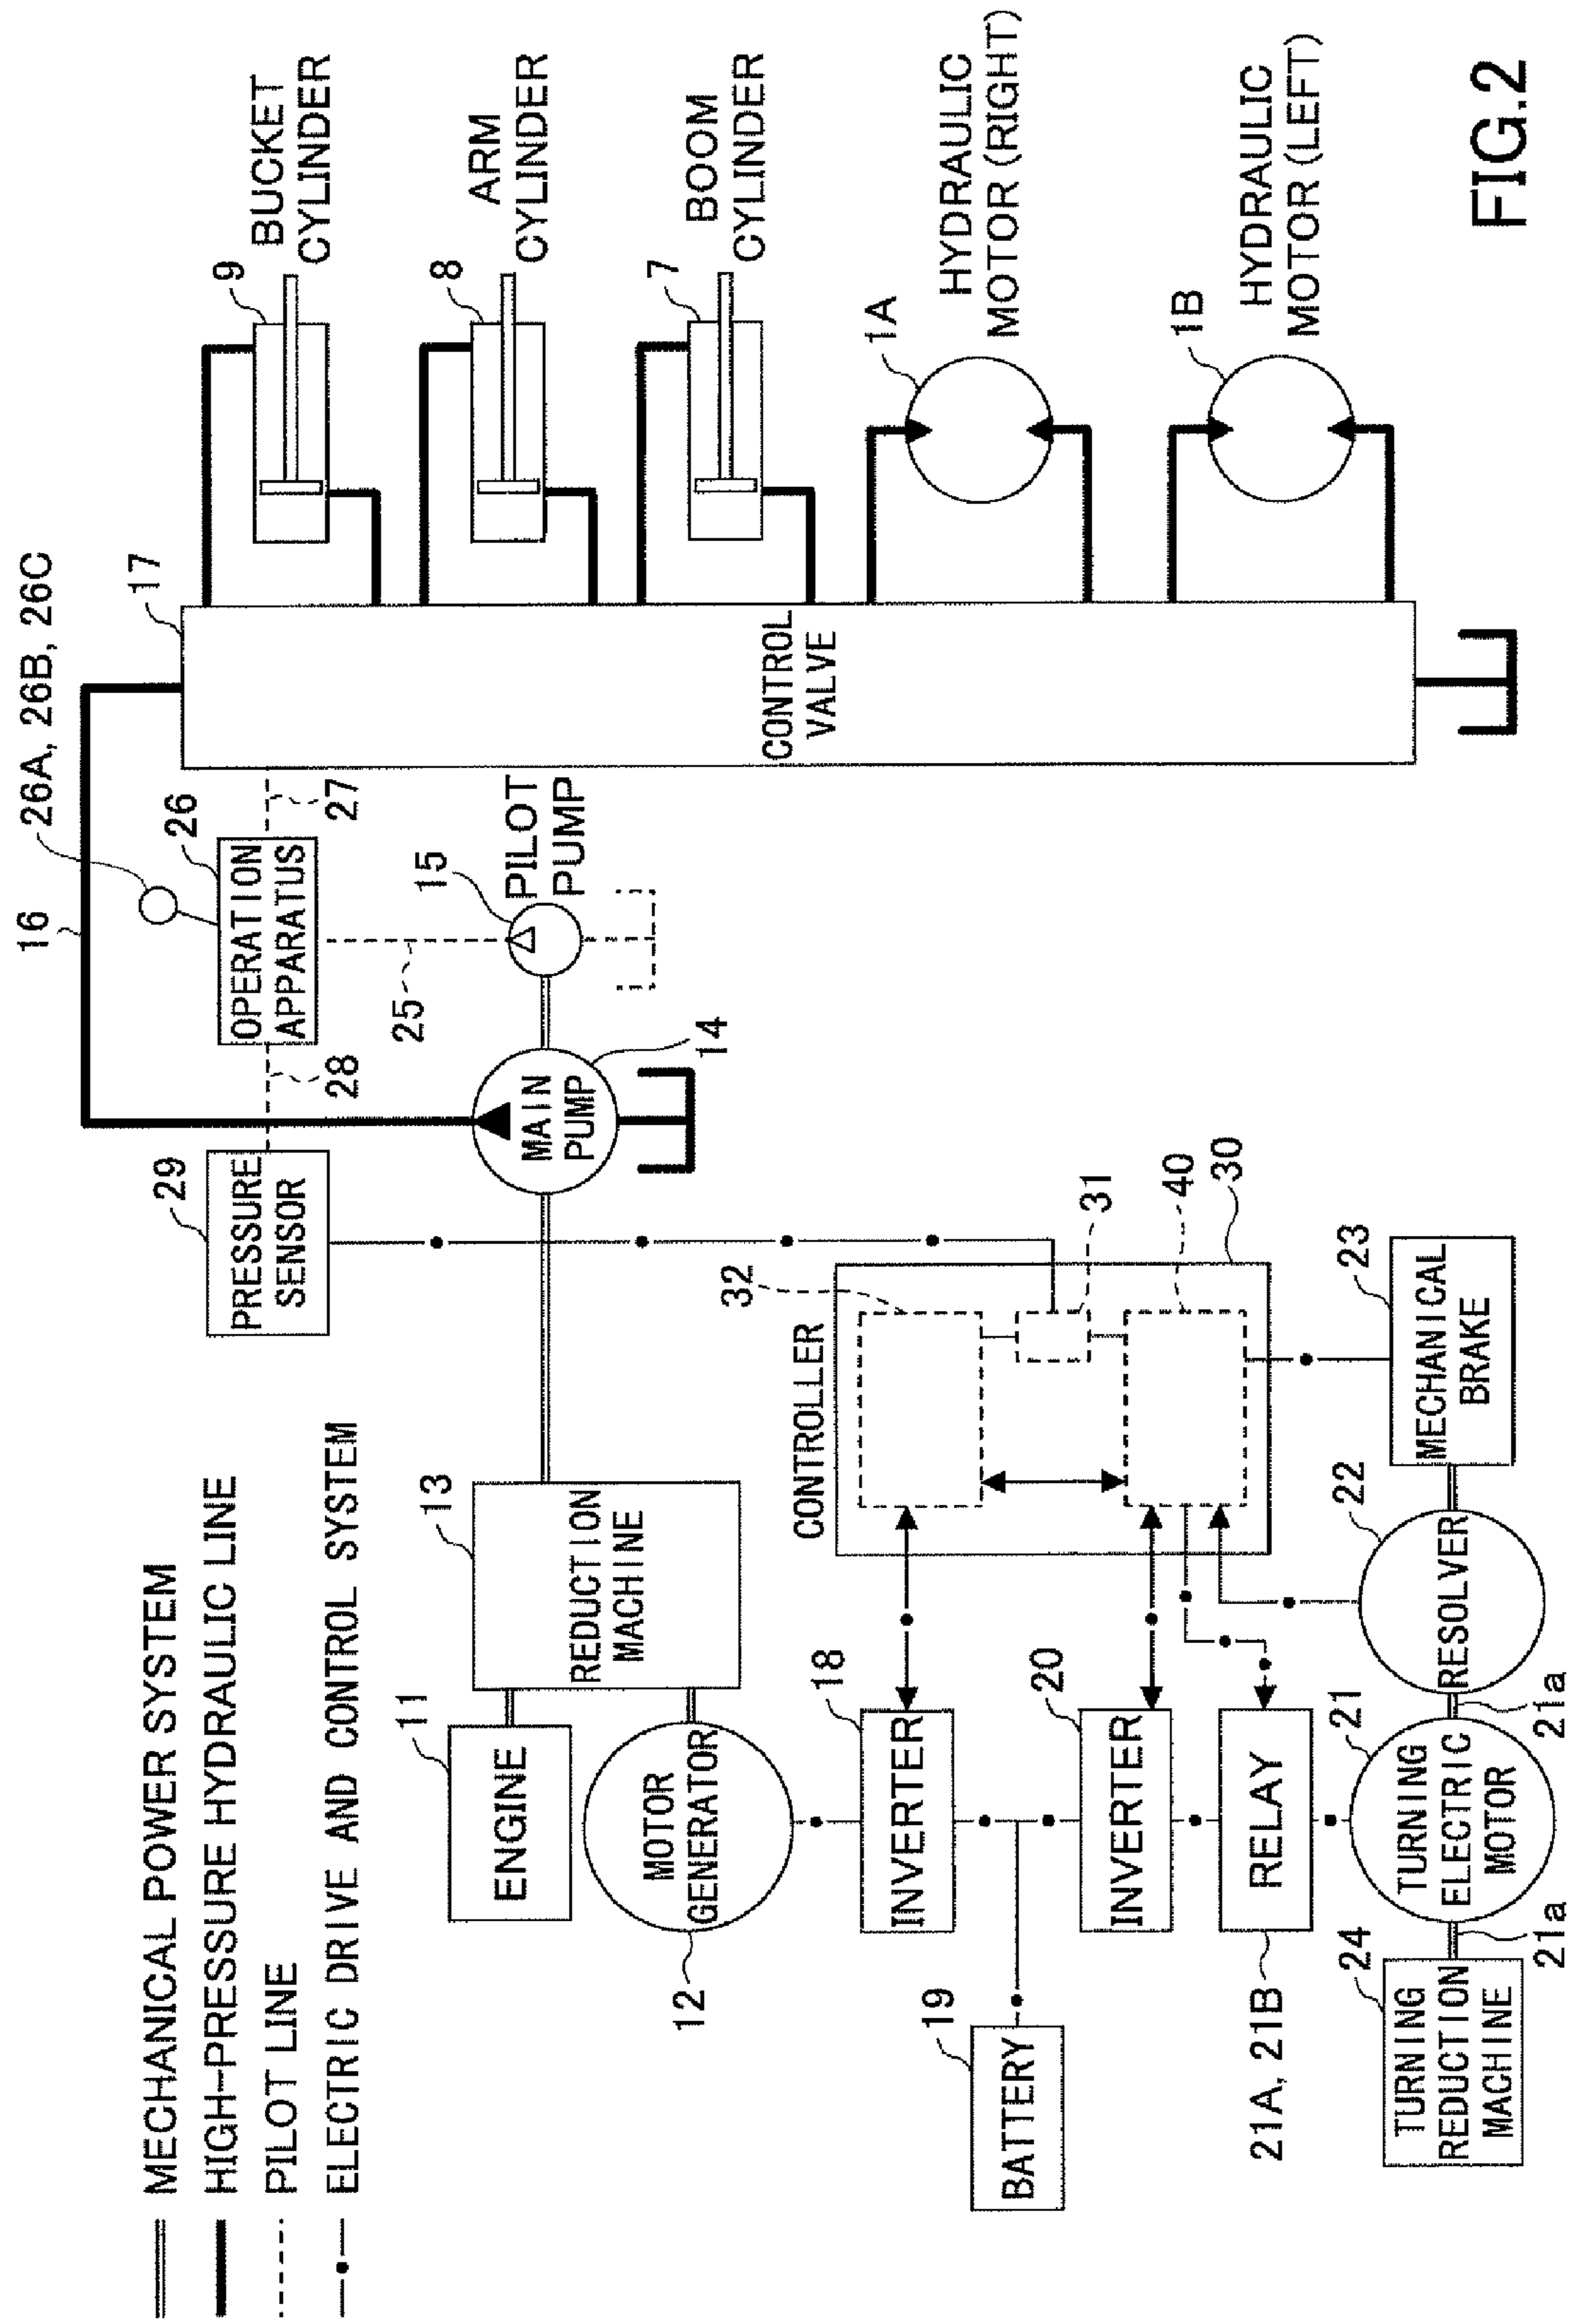 MECHANICAL POWER SYSTEM
HIGH-PRESSURE HYDRAULIC LINE
PILOT LINE
ELECTRIC DRIVE AND CONTROL SYSTEM
16
26A, 26B, 26C
17
29
PRESSURE
SENSOR
28
26
OPERATION
APPARATUS
27
25
15
PILOT
PUMP
9
BUCKET
CYLINDER
8
ARM
CYLINDER
7
BOOM
CYLINDER
11
ENGINE
13
REDUCTION
MACHINE
MAIN
PUMP
14
12
MOTOR
GENERATOR
CONTROL
VALVE
1A
HYDRAULIC
MOTOR (RIGHT)
1B
HYDRAULIC
MOTOR (LEFT)
CONTROLLER
32
31
40
30
18
INVERTER
19
BATTERY
20
INVERTER
21A, 21B
RELAY
24
TURNING
REDUCTION
MACHINE
21a
21
TURNING
ELECTRIC
MOTOR
21a
22
RESOLVER
23
MECHANICAL
BRAKE
FIG.2